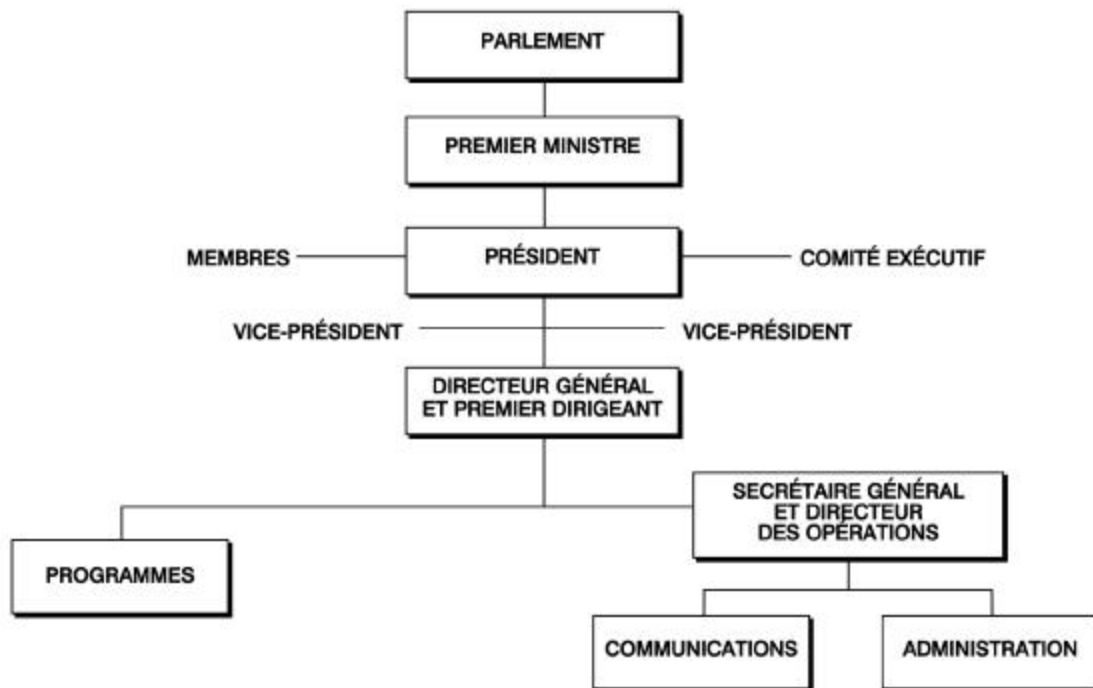 PARLEMENT
PREMIER MINISTRE
MEMBRES
PRÉSIDENT
COMITÉ EXÉCUTIF
VICE-PRÉSIDENT
VICE-PRÉSIDENT
DIRECTEUR GÉNÉRAL
ET PREMIER DIRIGEANT
SECRÉTAIRE GÉNÉRAL
ET DIRECTEUR
DES OPÉRATIONS
PROGRAMMES
COMMUNICATIONS
ADMINISTRATION